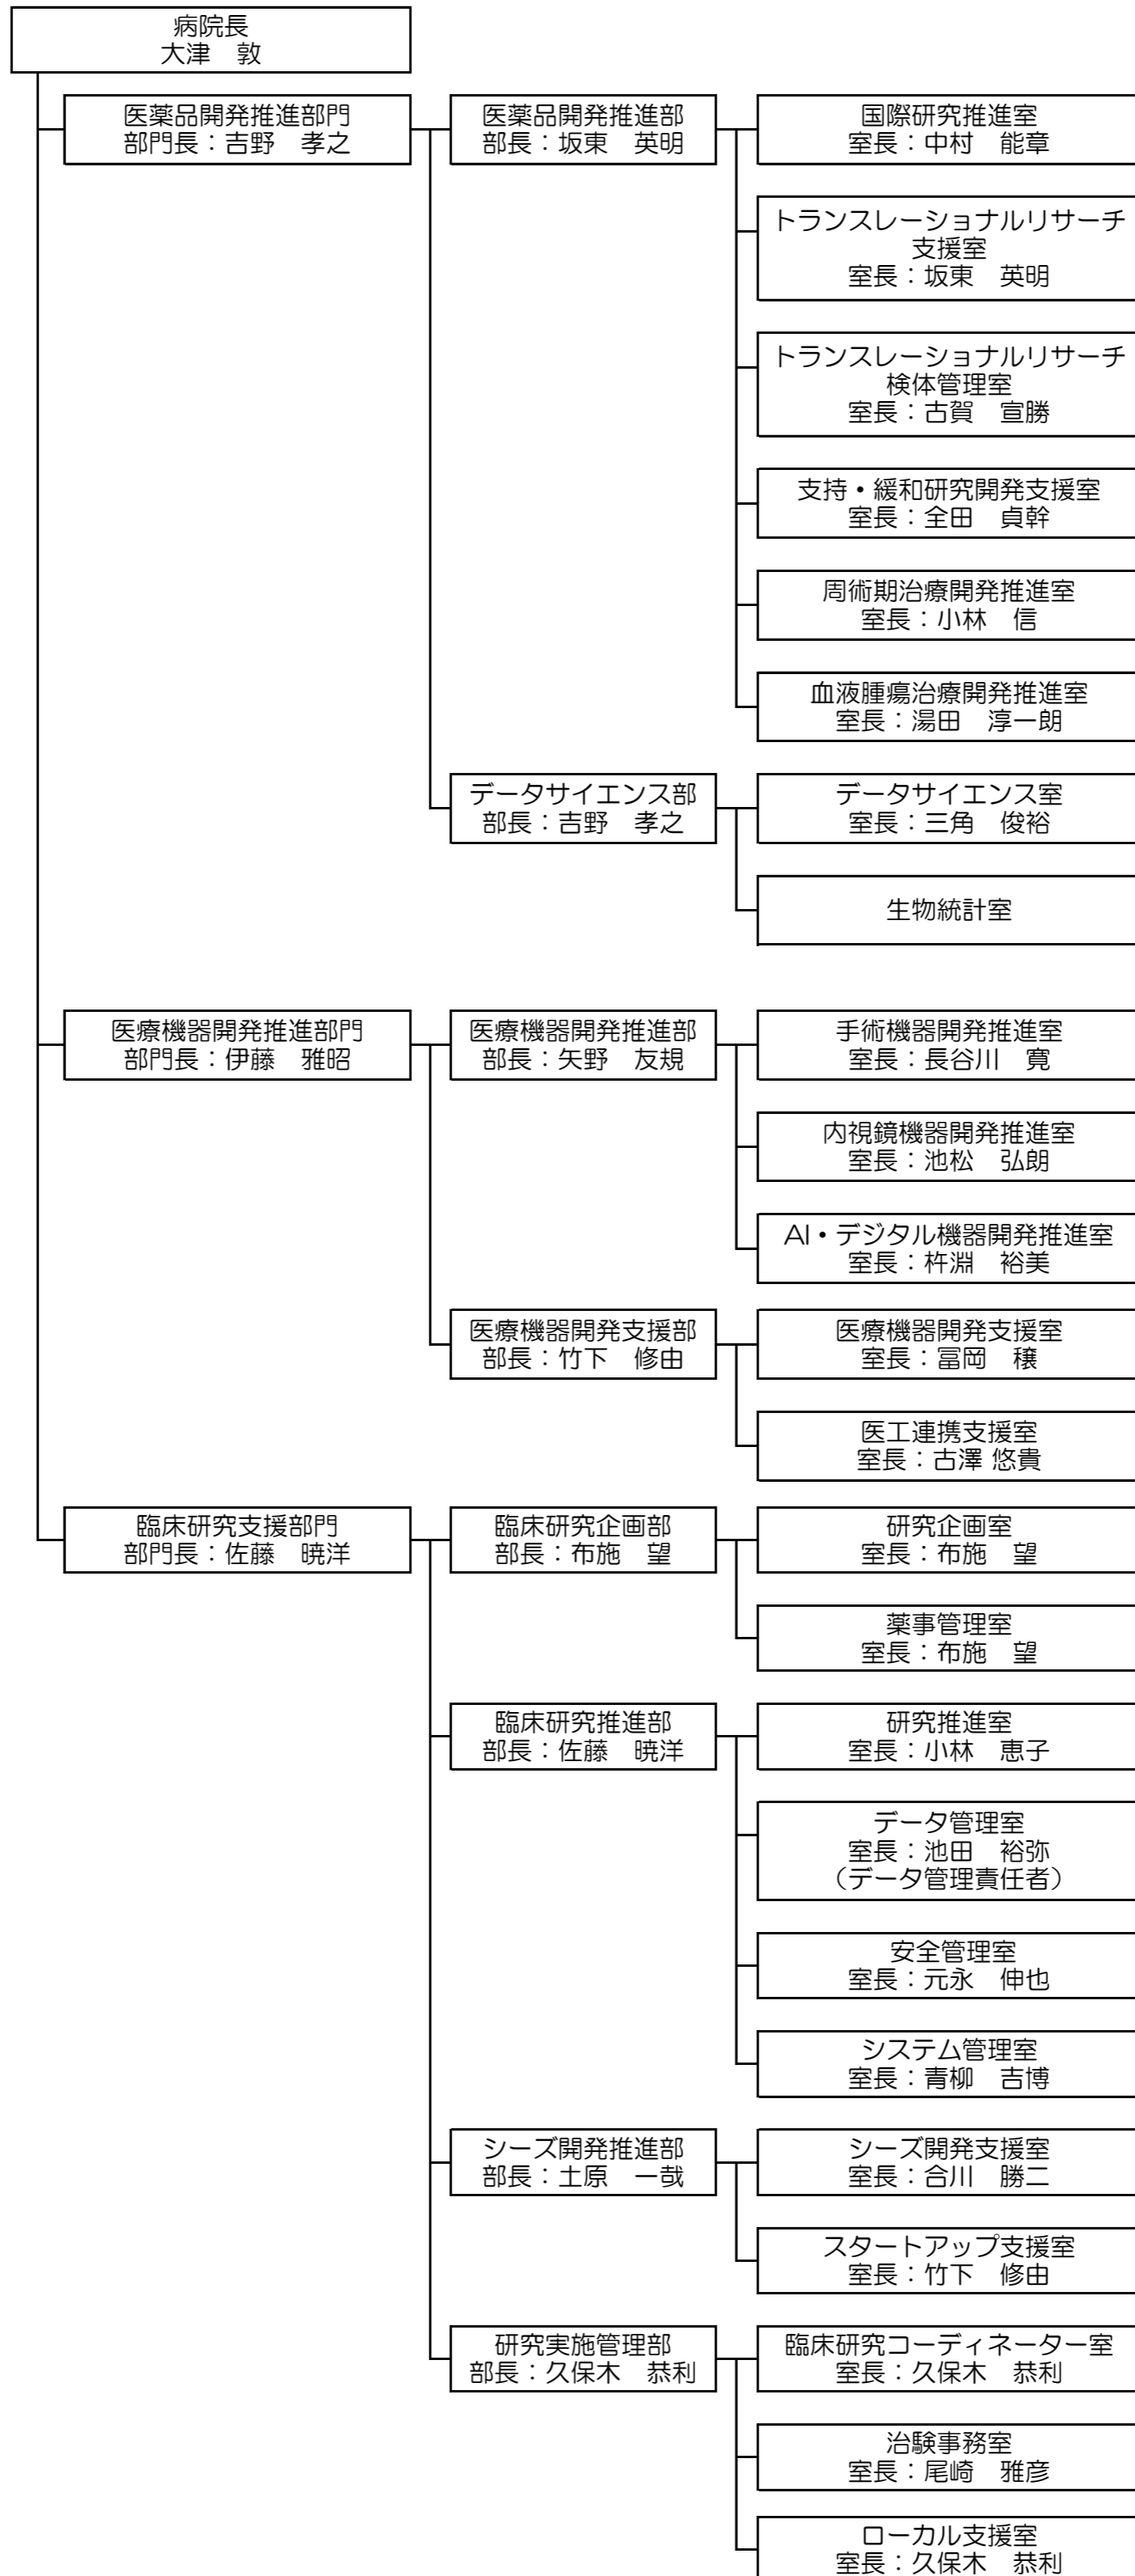 病院長
大津　敦
医薬品開発推進部門
部門長：吉野　孝之
医薬品開発推進部
部長：坂東　英明
国際研究推進室
室長：中村　能章
トランスレーショナルリサーチ
支援室
室長：坂東　英明
トランスレーショナルリサーチ
検体管理室
室長：古賀　宣勝
支持・緩和研究開発支援室
室長：全田　貞幹
周術期治療開発推進室
室長：小林　信
血液腫瘍治療開発推進室
室長：湯田　淳一朗
データサイエンス部
部長：吉野　孝之
データサイエンス室
室長：三角　俊裕
生物統計室
医療機器開発推進部門
部門長：伊藤　雅昭
医療機器開発推進部
部長：矢野　友規
手術機器開発推進室
室長：長谷川　寛
内視鏡機器開発推進室
室長：池松　弘朗
AI・デジタル機器開発推進室
室長：杵淵　裕美
医療機器開発支援部
部長：竹下　修由
医療機器開発支援室
室長：冨岡　穣
医工連携支援室
室長：古澤 悠貴
臨床研究支援部門
部門長：佐藤　暁洋
臨床研究企画部
部長：布施　望
研究企画室
室長：布施　望
薬事管理室
室長：布施　望
臨床研究推進部
部長：佐藤　暁洋
研究推進室
室長：小林　恵子
データ管理室
室長：池田　裕弥
（データ管理責任者）
安全管理室
室長：元永　伸也
システム管理室
室長：青柳　吉博
シーズ開発推進部
部長：土原　一哉
シーズ開発支援室
室長：合川　勝二
スタートアップ支援室
室長：竹下　修由
研究実施管理部
部長：久保木　恭利
臨床研究コーディネーター室
室長：久保木　恭利
治験事務室
室長：尾崎　雅彦
ローカル支援室
室長：久保木　恭利